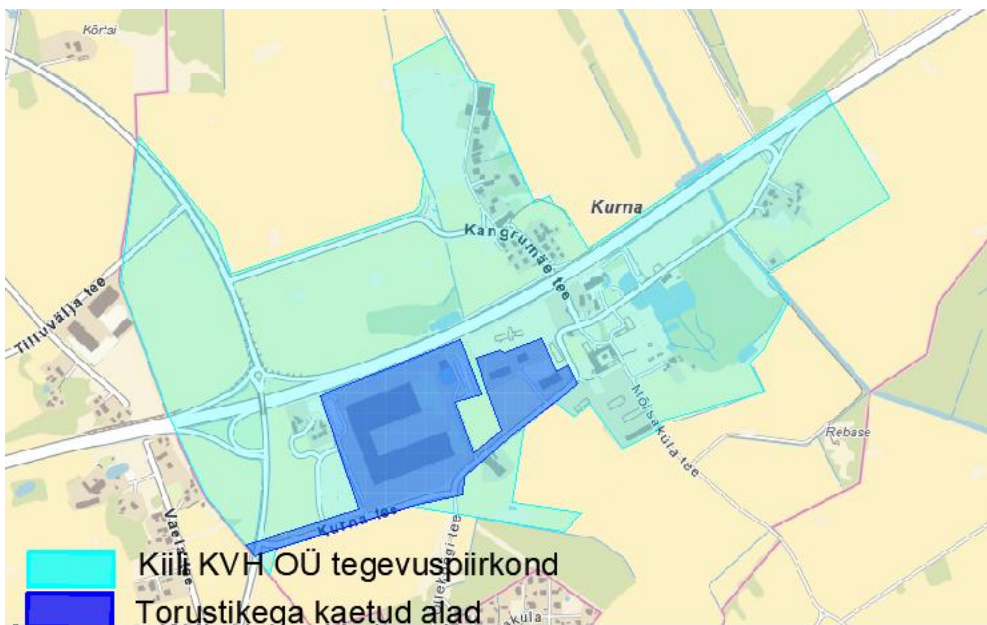 Kõrtsi
Kurna
Kangrumäe tee
Tilluvälja tee
Mõisaküla tee
Rebase
Kurna tee
Vaela tee
Kiili KVH OÜ tegevuspiirkond
Torustikega kaetud alad